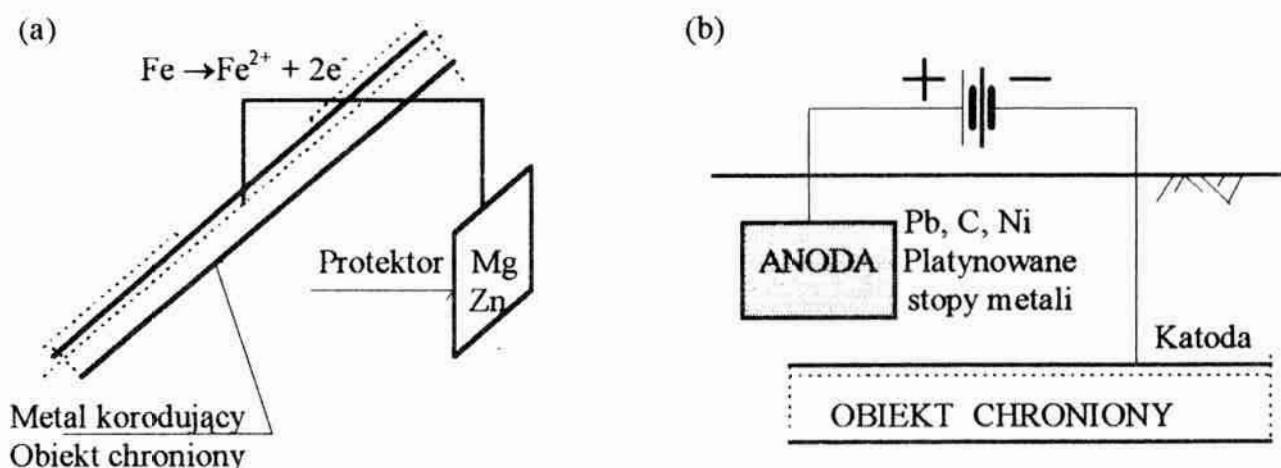 (a)
Fe → Fe²⁺ + 2e⁻
Protektor
Mg
Zn
Metal korodujący
Obiekt chroniony
(b)
+ −
ANODA
Pb, C, Ni
Platynowane
stopy metali
Katoda
OBIEKT CHRONIONY